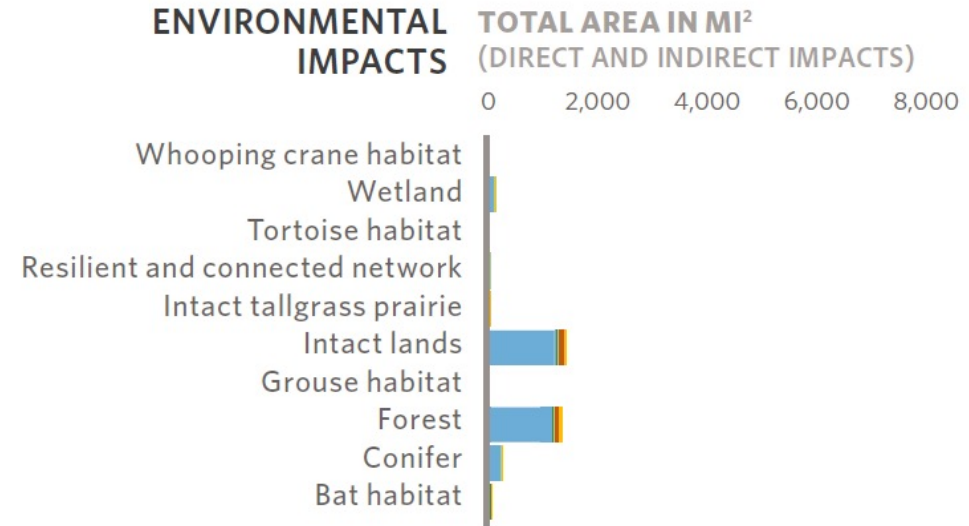 ENVIRONMENTAL
IMPACTS
TOTAL AREA IN MI²
(DIRECT AND INDIRECT IMPACTS)
0 2,000 4,000 6,000 8,000
Whooping crane habitat
Wetland
Tortoise habitat
Resilient and connected network
Intact tallgrass prairie
Intact lands
Grouse habitat
Forest
Conifer
Bat habitat